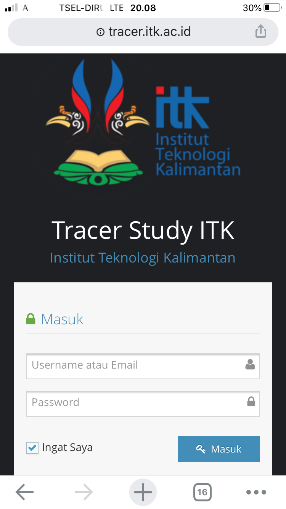 A TSEL-DIRU LTE 20.08 30%
tracer.itk.ac.id
itk
Institut
Teknologi
Kalimantan
Tracer Study ITK
Institut Teknologi Kalimantan
Masuk
Username atau Email
Password
Ingat Saya
Masuk
16